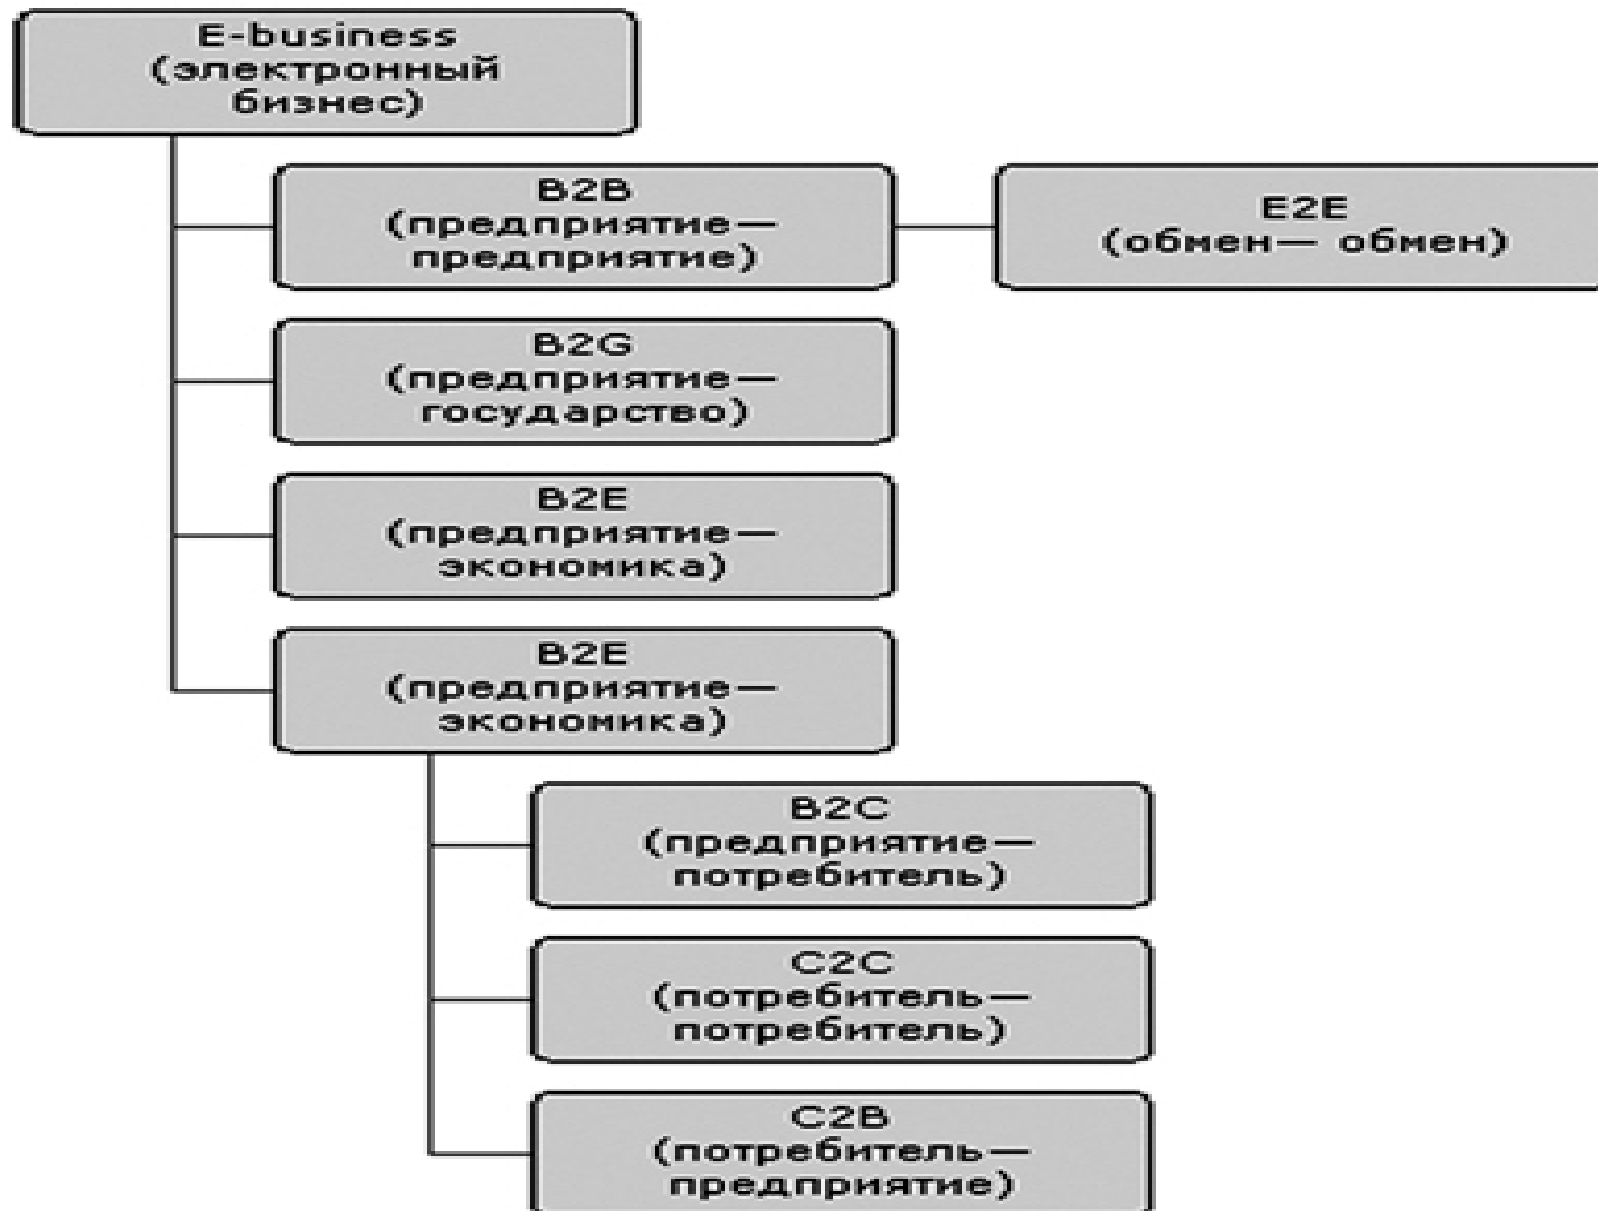 E-business
(электронный
бизнес)
B2B
(предприятие—
предприятие)
E2E
(обмен— обмен)
B2G
(предприятие—
государство)
B2E
(предприятие—
экономика)
B2E
(предприятие—
экономика)
B2C
(предприятие—
потребитель)
C2C
(потребитель—
потребитель)
C2B
(потребитель—
предприятие)